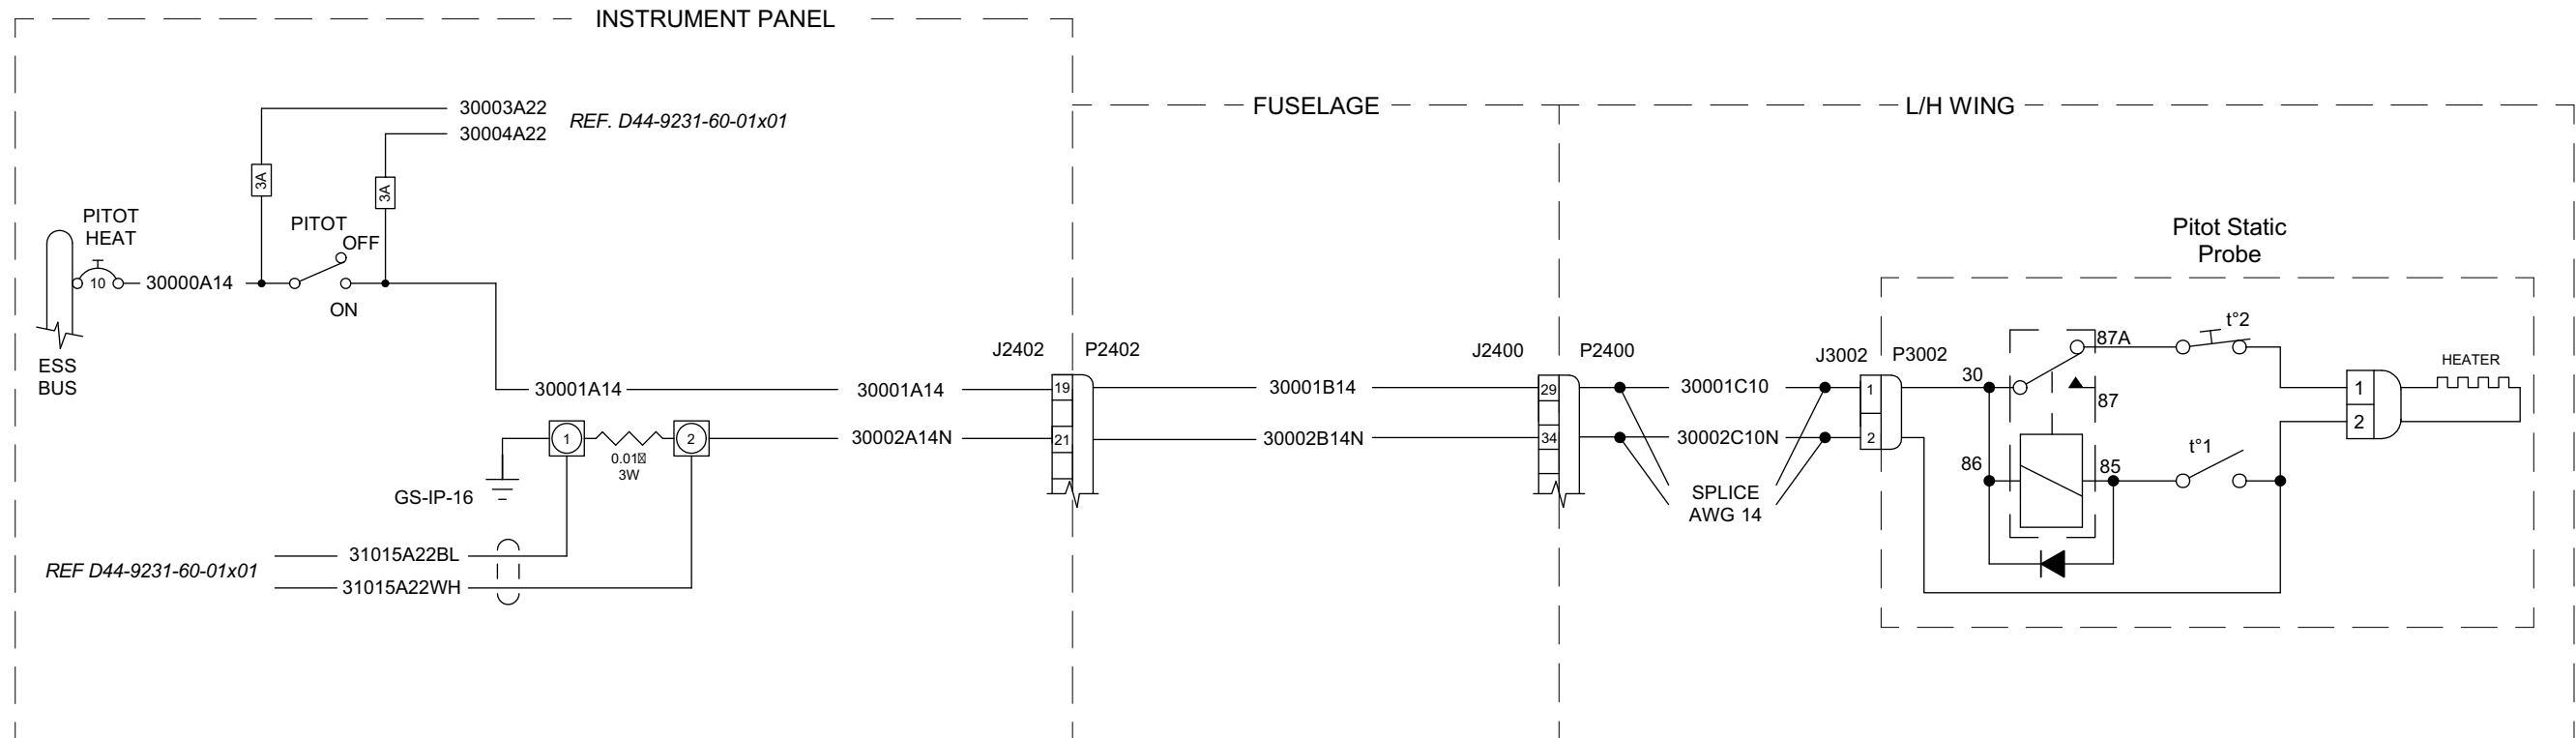 INSTRUMENT PANEL
FUSELAGE
L/H WING
30003A22
30004A22
REF. D44-9231-60-01x01
3A
3A
PITOT
HEAT
10
30000A14
PITOT
OFF
ON
ESS
BUS
30001A14
30001A14
J2402
P2402
19
21
30001B14
30002B14N
J2400
P2400
29
34
30001C10
30002C10N
SPLICE
AWG 14
J3002
P3002
1
2
Pitot Static
Probe
30
87A
87
86
85
t°2
t°1
1
2
HEATER
1
2
0.01
3W
30002A14N
GS-IP-16
31015A22BL
31015A22WH
REF D44-9231-60-01x01